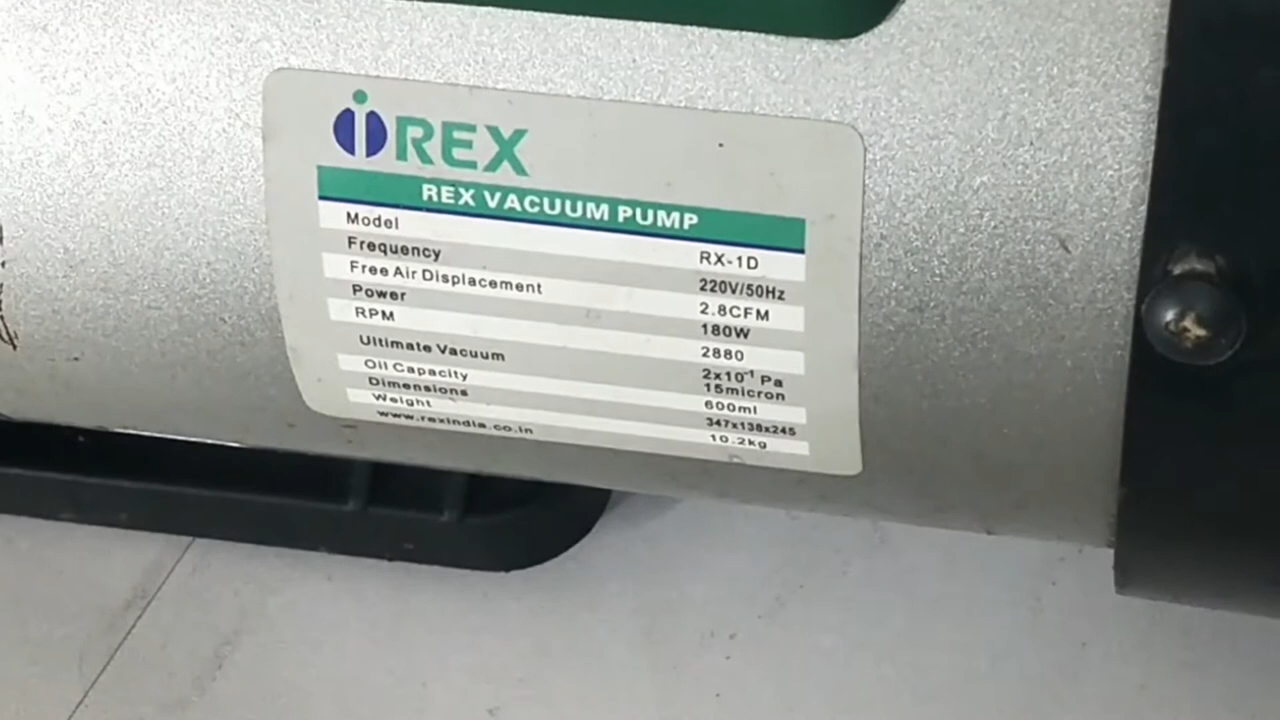 REX
REX VACUUM PUMP
Model RX-1D
Frequency 220V/50Hz
Free Air Displacement 2.8CFM
Power 180W
RPM 2880
Ultimate Vacuum 2x10⁻¹ Pa
15micron
Oil Capacity 600ml
Dimensions 347x138x245
Weight 10.2kg
www.rexindia.co.in